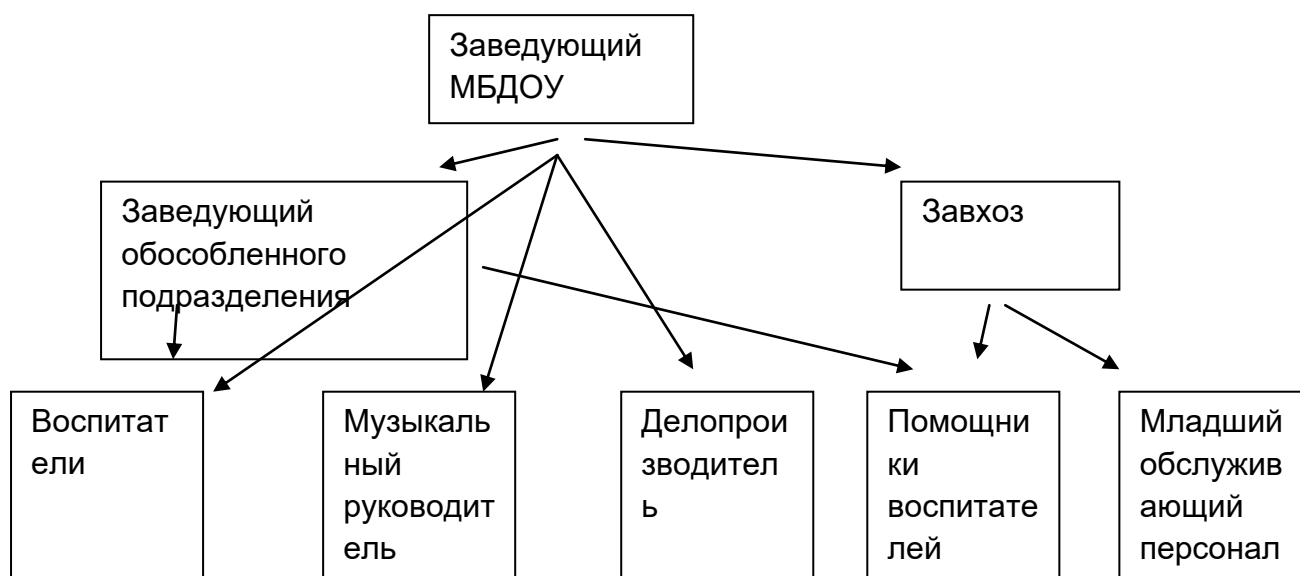 Заведующий
МБДОУ
Заведующий
обособленного
подразделения
Завхоз
Воспитат
ели
Музыкаль
ный
руководит
ель
Делопрои
зводител
ь
Помощни
ки
воспитате
лей
Младший
обслужив
ающий
персонал